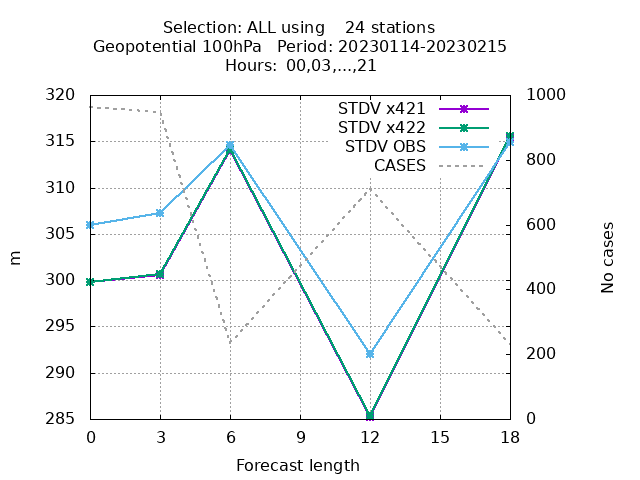 Selection: ALL using    24 stations
Geopotential 100hPa   Period: 20230114-20230215
Hours: 00,03,...,21
STDV x421
STDV x422
STDV OBS
CASES
320
315
310
305
300
295
290
285
1000
800
600
400
200
0
m
No cases
0 3 6 9 12 15 18
Forecast length